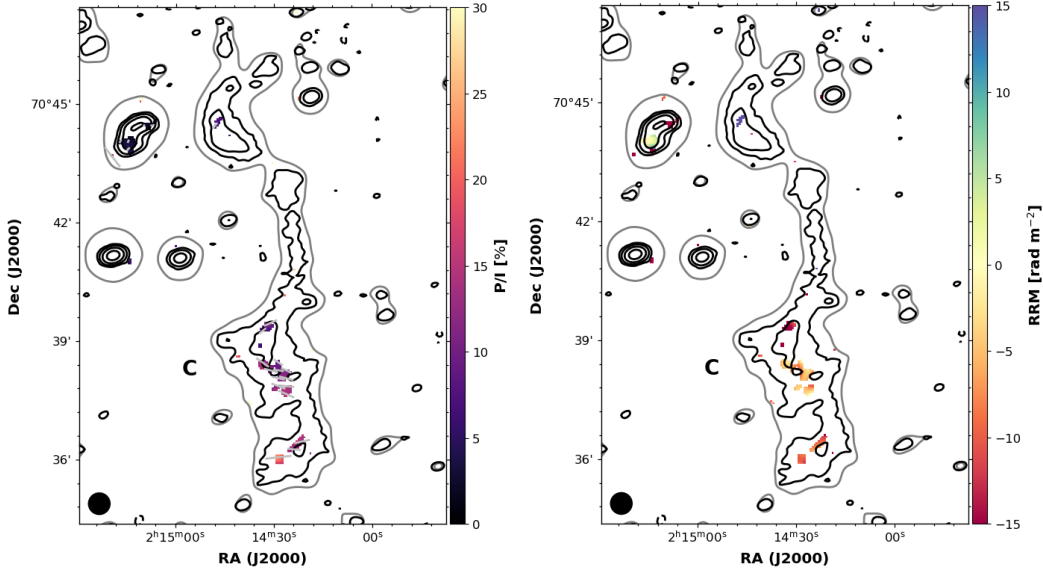 70°45'
42'
39'
36'
Dec (J2000)
C
2ʰ15ᵐ00ˢ
14ᵐ30ˢ
00ˢ
RA (J2000)
30
25
20
15
10
5
0
P/I [%]
70°45'
42'
39'
36'
Dec (J2000)
C
2ʰ15ᵐ00ˢ
14ᵐ30ˢ
00ˢ
RA (J2000)
15
10
5
0
−5
−10
−15
RRM [rad m⁻²]